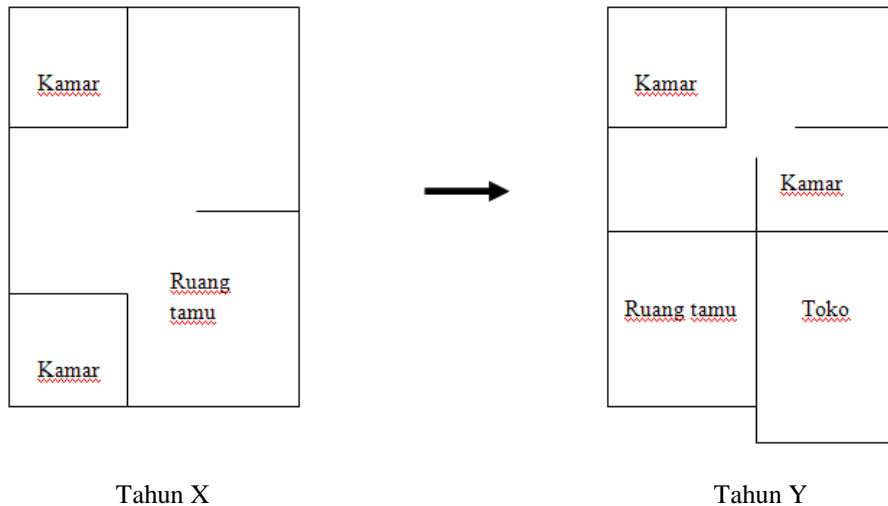 Kamar
Ruang
tamu
Kamar
Tahun X
Kamar
Kamar
Ruang tamu
Toko
Tahun Y